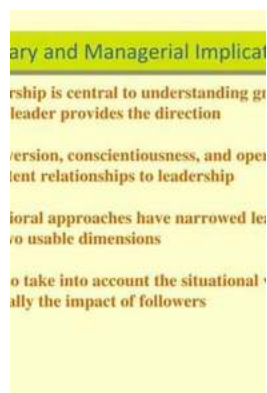 ary and Managerial Implicat
rship is central to understanding gr
leader provides the direction
version, conscientiousness, and ope
tent relationships to leadership
ioral approaches have narrowed lea
vo usable dimensions
o take into account the situational
ally the impact of followers